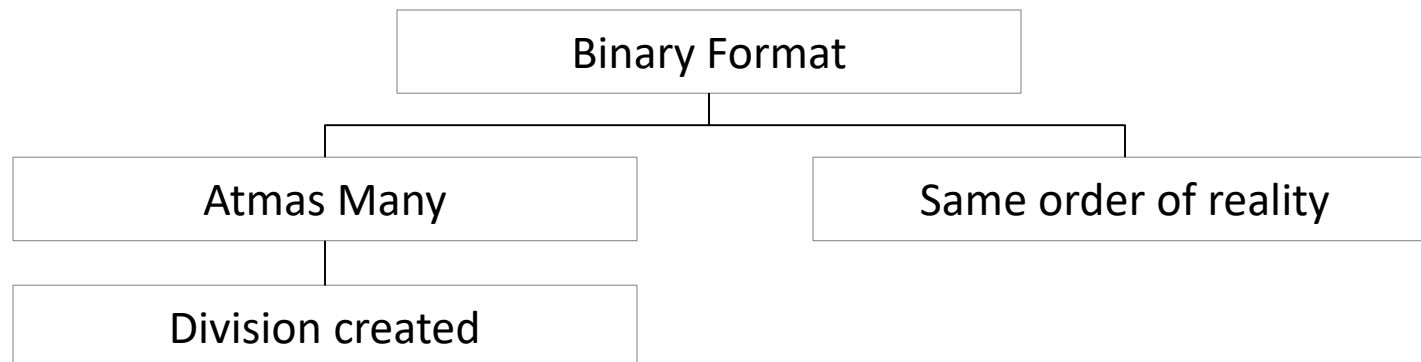 Binary Format
Atmas Many
Same order of reality
Division created